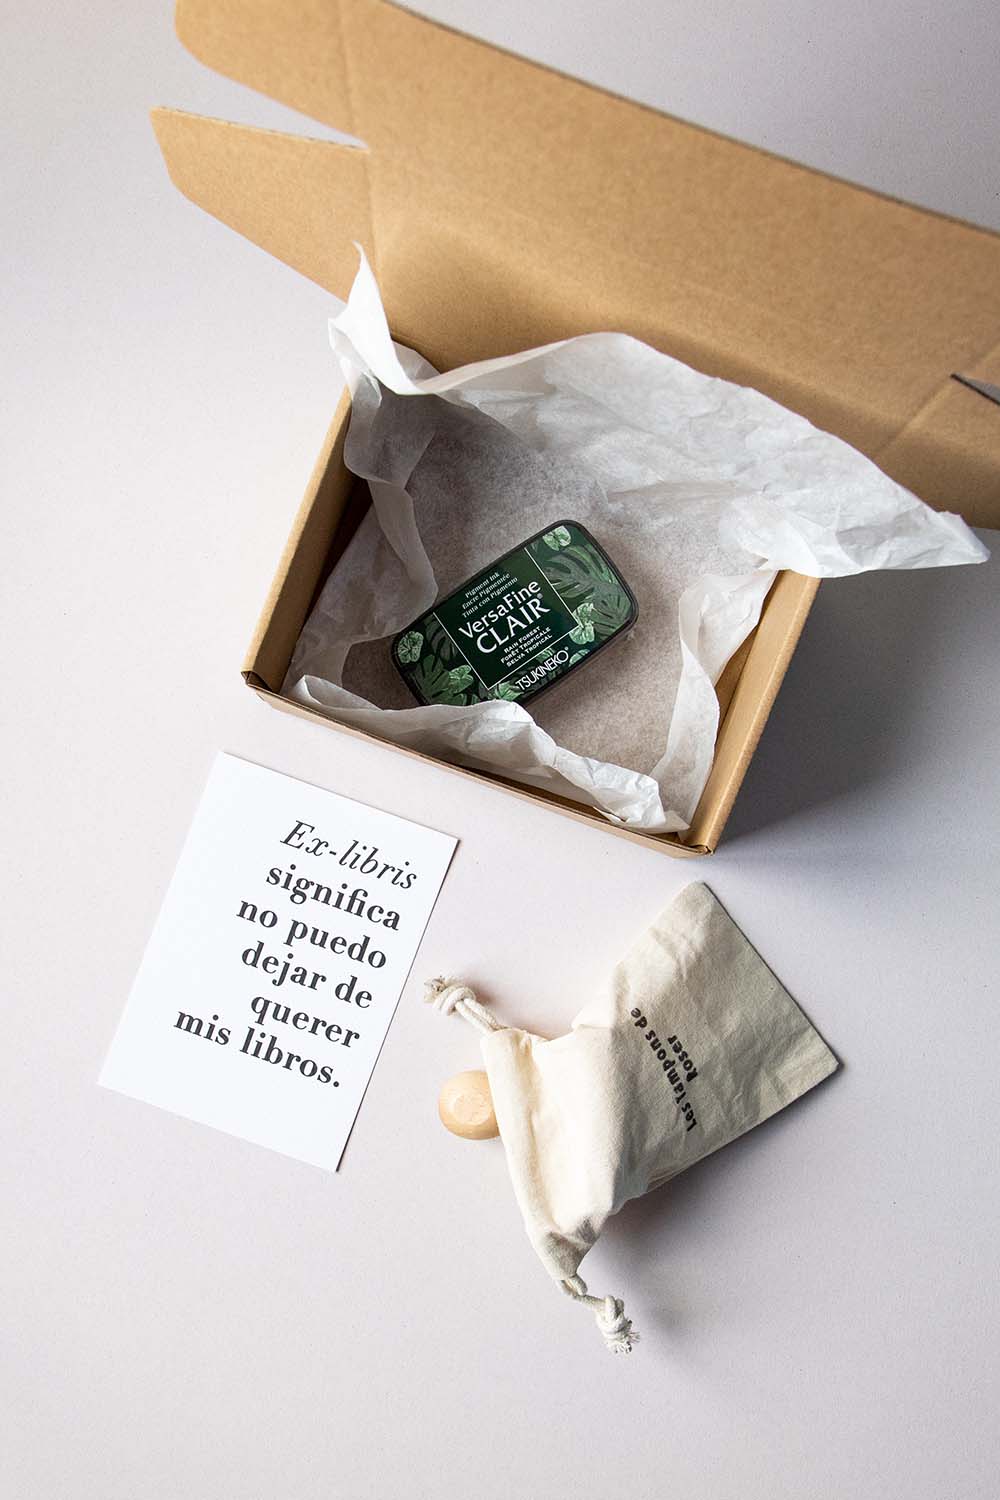 Pigment Ink
Encre Pigmentée
Tinta con Pigmento
VersaFine
CLAIR®
RAIN FOREST
FORÊT TROPICALE
SELVA TROPICAL
TSUKINEKO®
Ex-libris
significa
no puedo
dejar de
querer
mis libros.
Les Tampons de
Roser